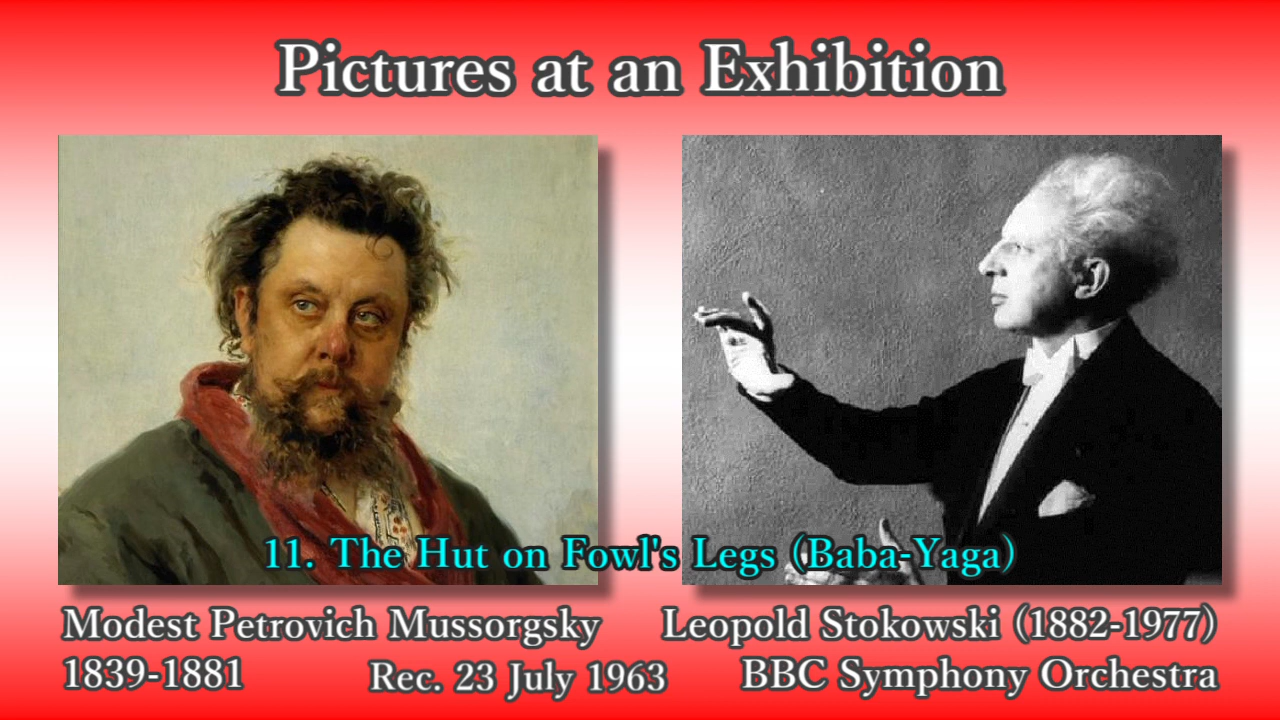 Pictures at an Exhibition
11. The Hut on Fowl's Legs (Baba-Yaga)
Modest Petrovich Mussorgsky
1839-1881
Rec. 23 July 1963
Leopold Stokowski (1882-1977)
BBC Symphony Orchestra